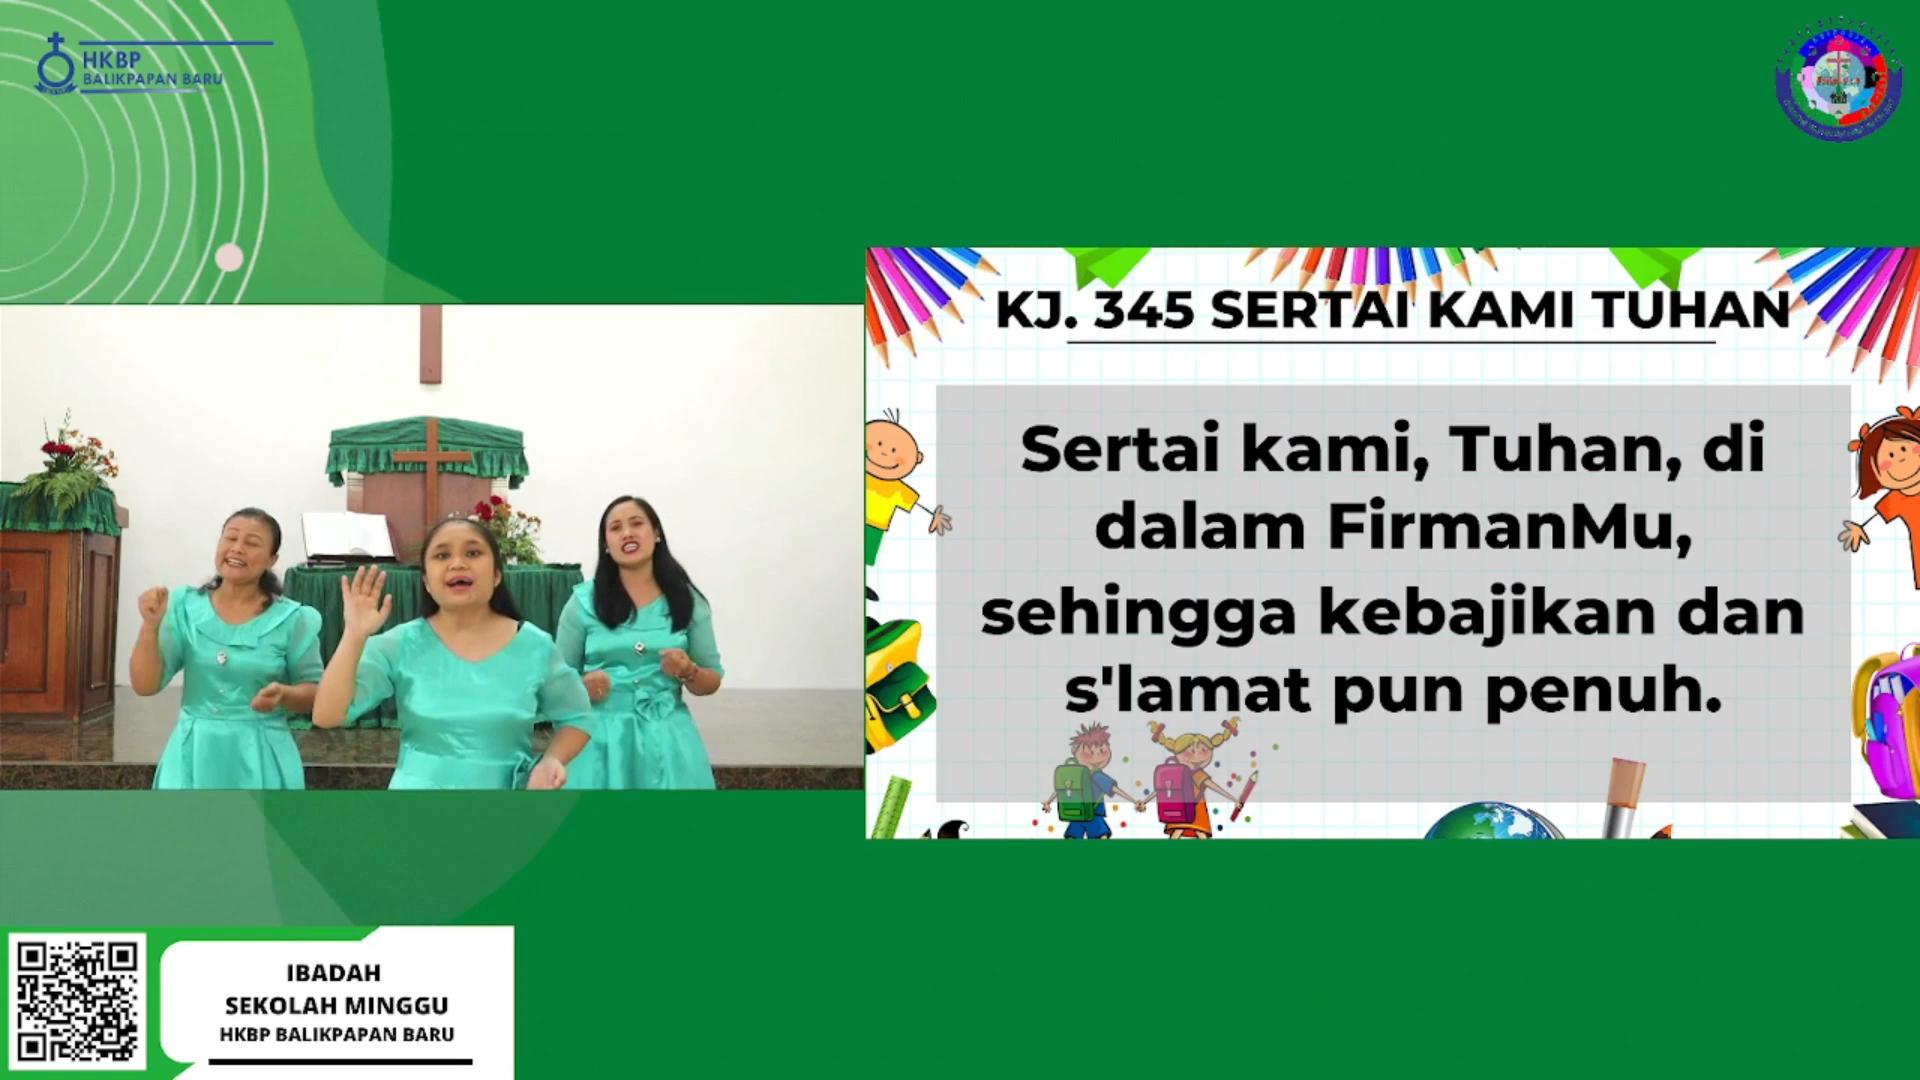 HKBP
BALIKPAPAN BARU
KJ. 345 SERTAI KAMI TUHAN
Sertai kami, Tuhan, di
dalam FirmanMu,
sehingga kebajikan dan
s'lamat pun penuh.
IBADAH
SEKOLAH MINGGU
HKBP BALIKPAPAN BARU